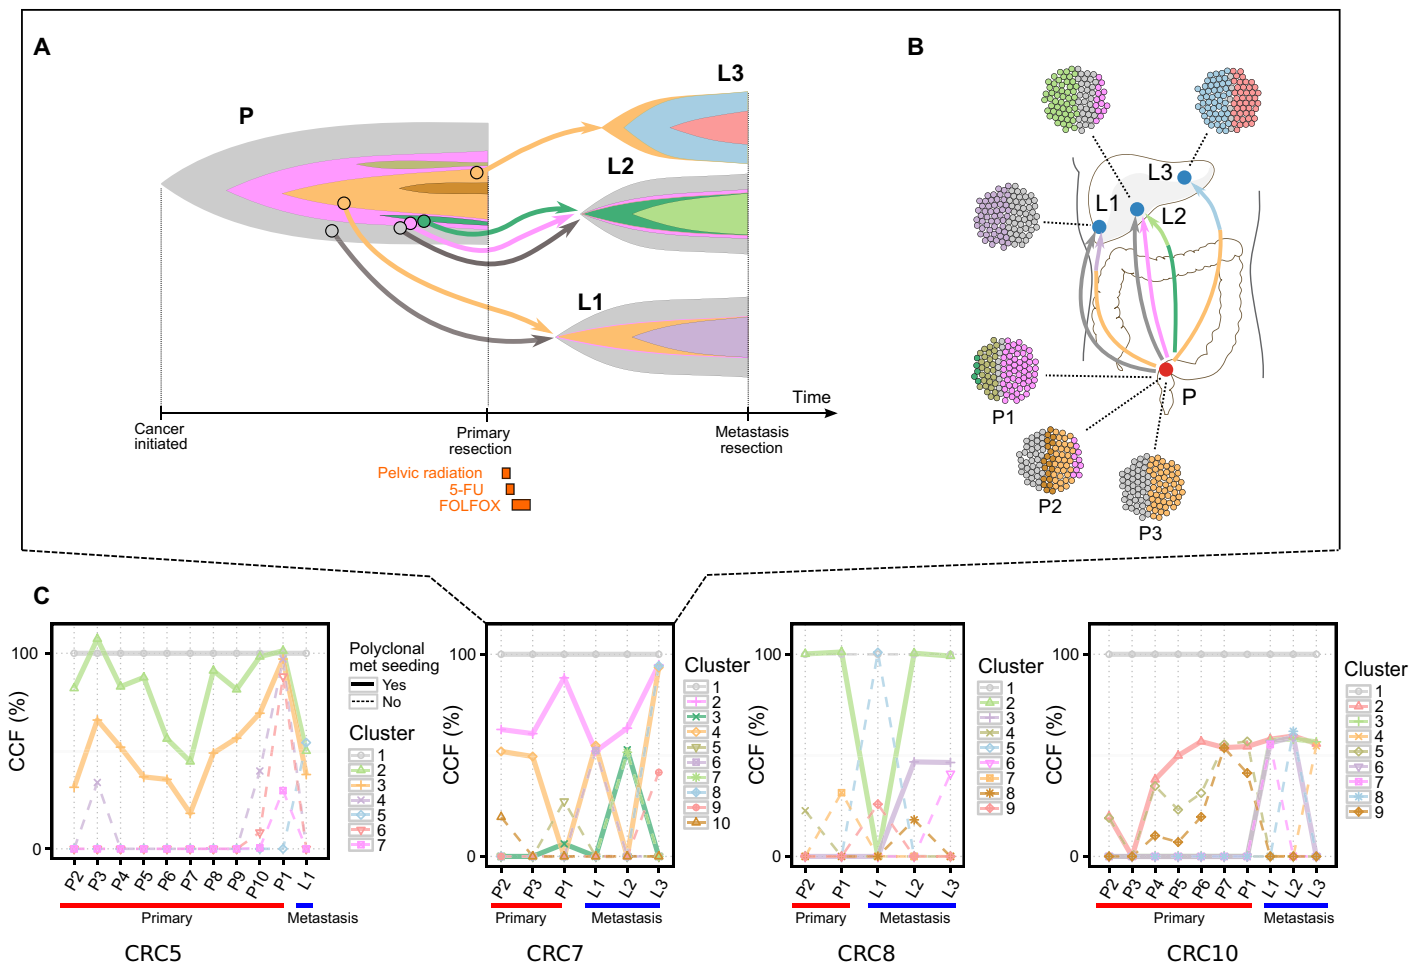 A
B
P
L3
L2
L1
Time
Cancer
initiated
Primary
resection
Metastasis
resection
Pelvic radiation
5-FU
FOLFOX
L3
L1
L2
P
P1
P2
P3
C
CCF (%)
100
0
P2
P3
P4
P5
P6
P7
P8
P9
P10
P1
L1
Primary
Metastasis
CRC5
Polyclonal
met seeding
Yes
No
Cluster
1
2
3
4
5
6
7
CCF (%)
100
0
P2
P3
P1
L1
L2
L3
Primary
Metastasis
CRC7
Cluster
1
2
3
4
5
6
7
8
9
10
CCF (%)
100
0
P2
P1
L1
L2
L3
Primary
Metastasis
CRC8
Cluster
1
2
3
4
5
6
7
8
9
CCF (%)
100
0
P2
P3
P4
P5
P6
P7
P1
L1
L2
L3
Primary
Metastasis
CRC10
Cluster
1
2
3
4
5
6
7
8
9